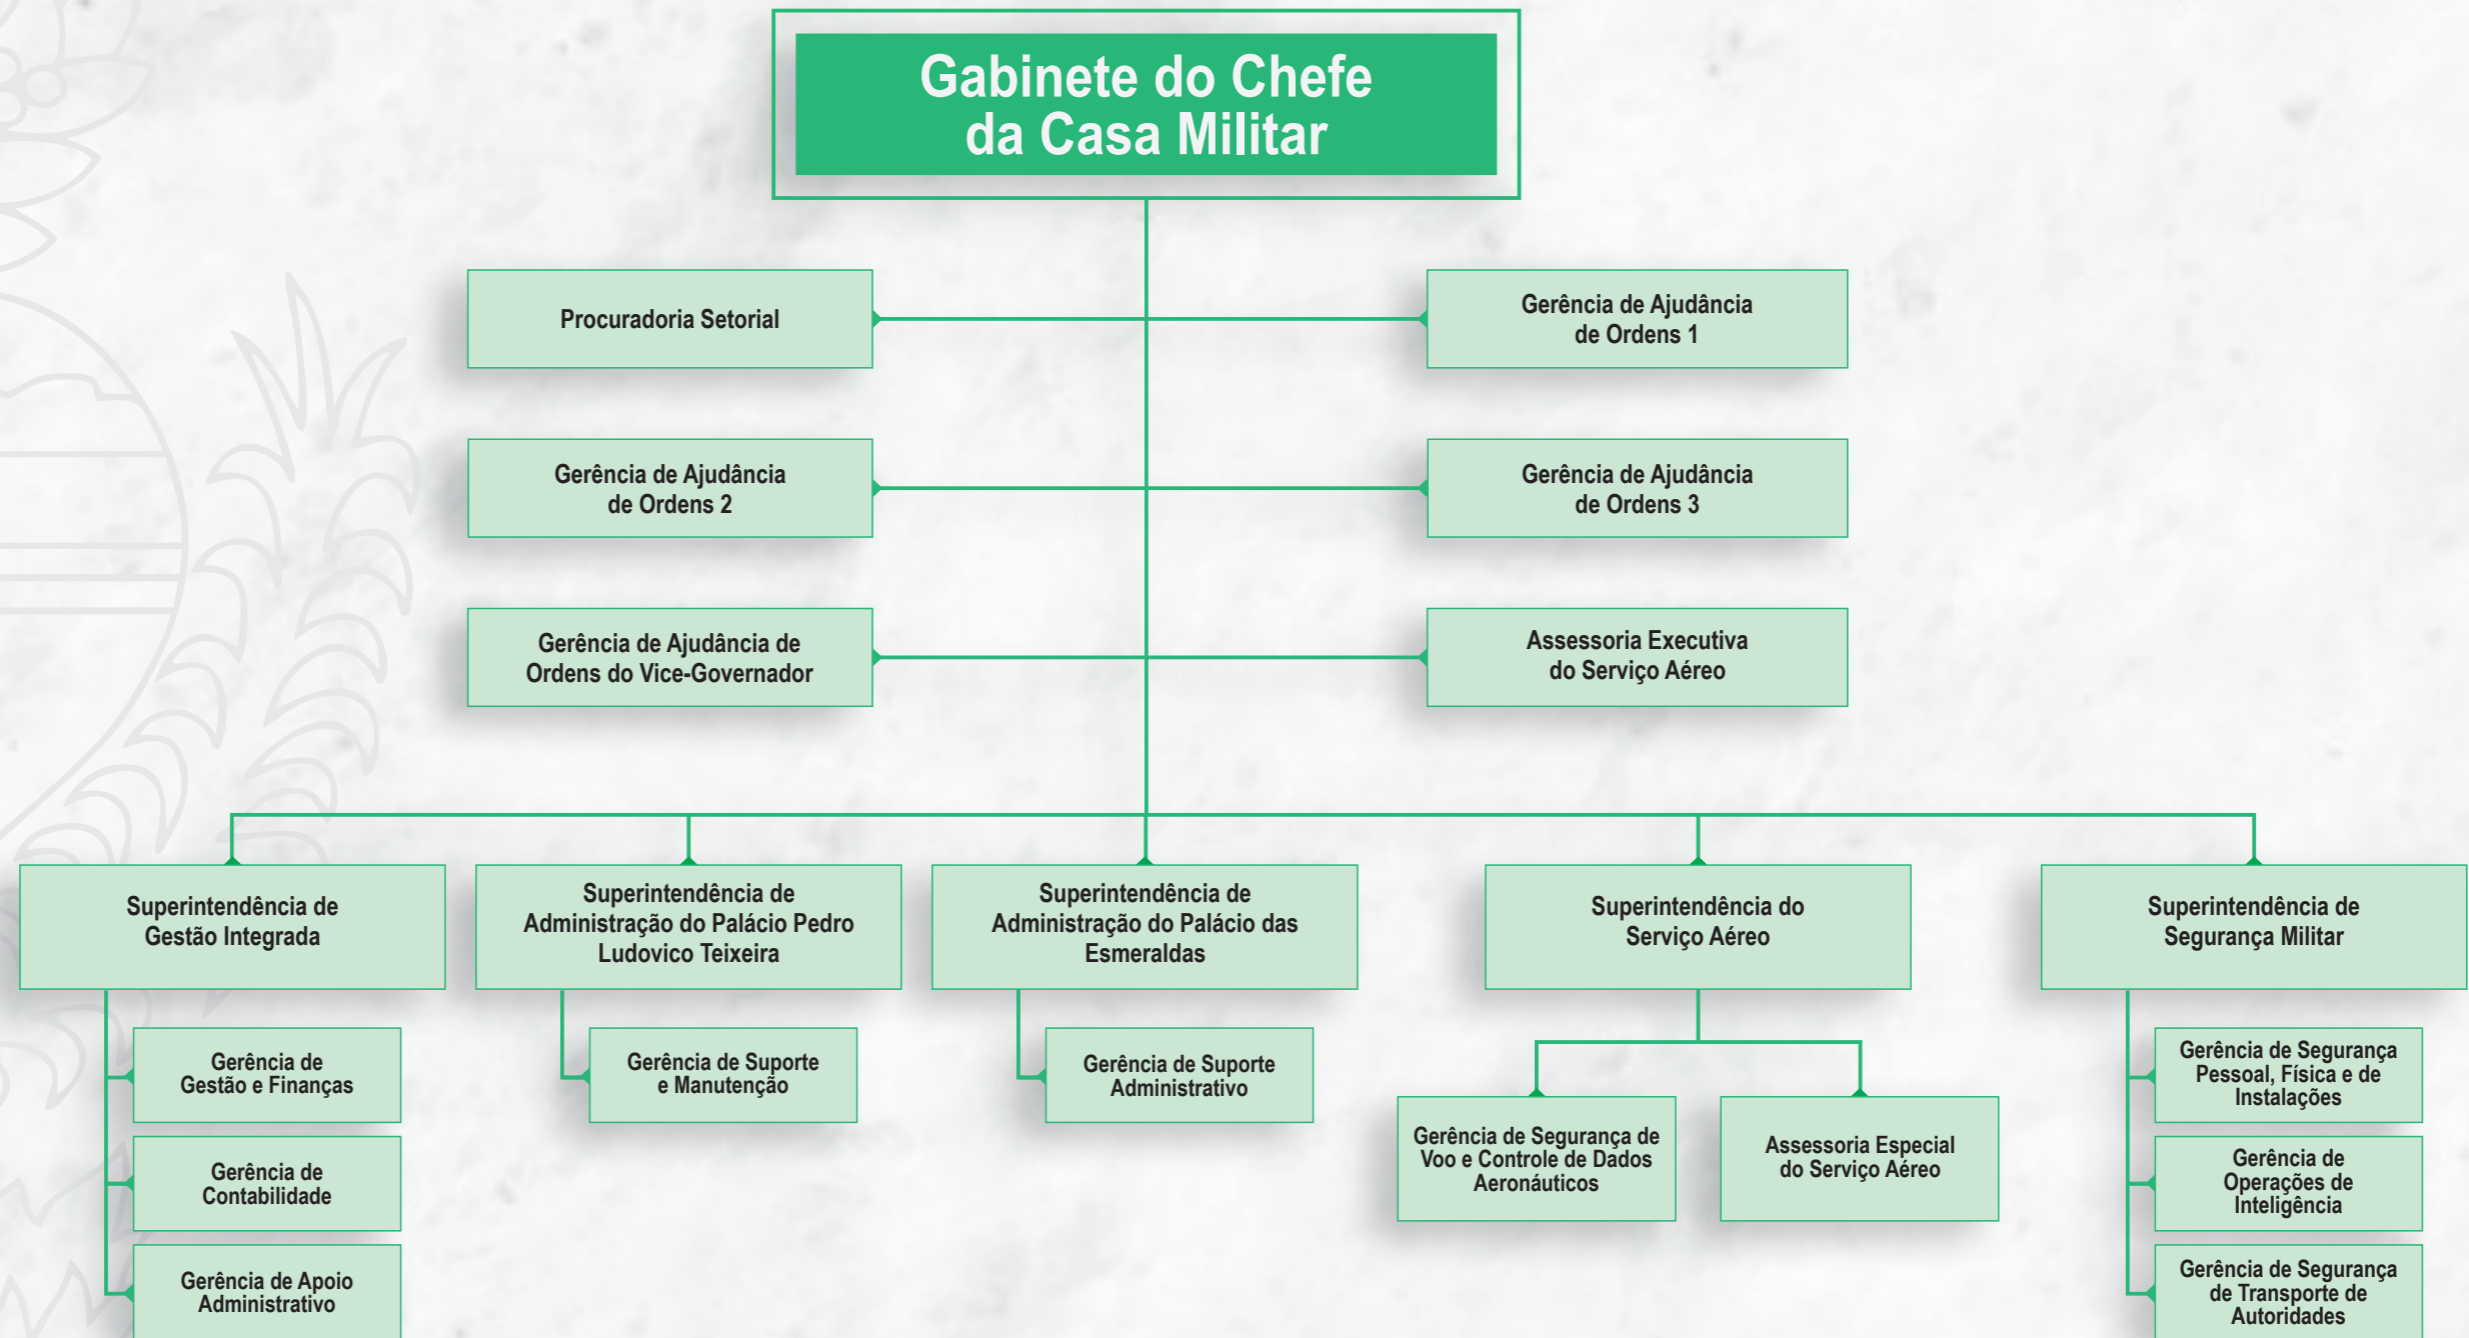 Gabinete do Chefe
da Casa Militar
Procuradoria Setorial
Gerência de Ajudância
de Ordens 1
Gerência de Ajudância
de Ordens 2
Gerência de Ajudância
de Ordens 3
Gerência de Ajudância de
Ordens do Vice-Governador
Assessoria Executiva
do Serviço Aéreo
Superintendência de
Gestão Integrada
Superintendência de
Administração do Palácio Pedro
Ludovico Teixeira
Superintendência de
Administração do Palácio das
Esmeraldas
Superintendência do
Serviço Aéreo
Superintendência de
Segurança Militar
Gerência de
Gestão e Finanças
Gerência de
Contabilidade
Gerência de Apoio
Administrativo
Gerência de Suporte
e Manutenção
Gerência de Suporte
Administrativo
Gerência de Segurança de
Voo e Controle de Dados
Aeronáuticos
Assessoria Especial
do Serviço Aéreo
Gerência de Segurança
Pessoal, Física e de
Instalações
Gerência de
Operações de
Inteligência
Gerência de Segurança
de Transporte de
Autoridades